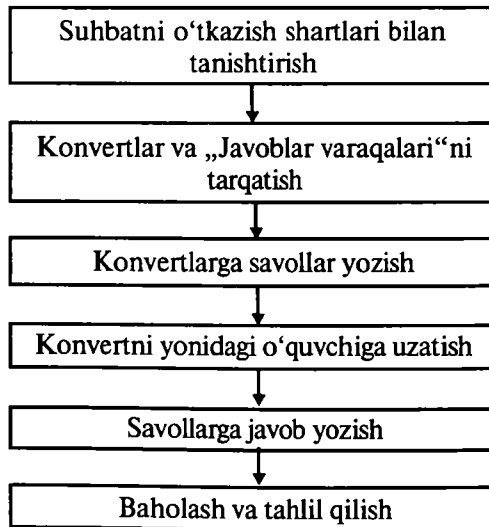 Suhbatni o‘tkazish shartlari bilan
tanishtirish
Konvertlar va „Javoblar varaqalari“ni
tarqatish
Konvertlarga savollar yozish
Konvertni yonidagi o‘quvchiga uzatish
Savollarga javob yozish
Baholash va tahlil qilish